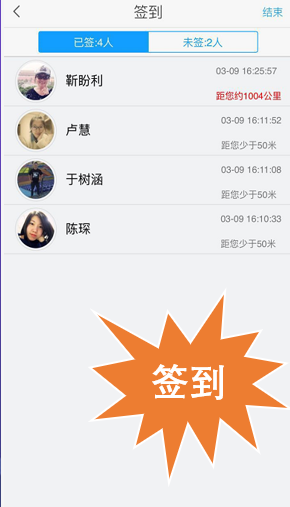 签到
结束
已签:4人
未签:2人
靳盼利
03-09 16:25:57
距您约1004公里
卢慧
03-09 16:11:52
距您少于50米
于树涵
03-09 16:11:08
距您少于50米
陈琛
03-09 16:10:33
距您少于50米
签到